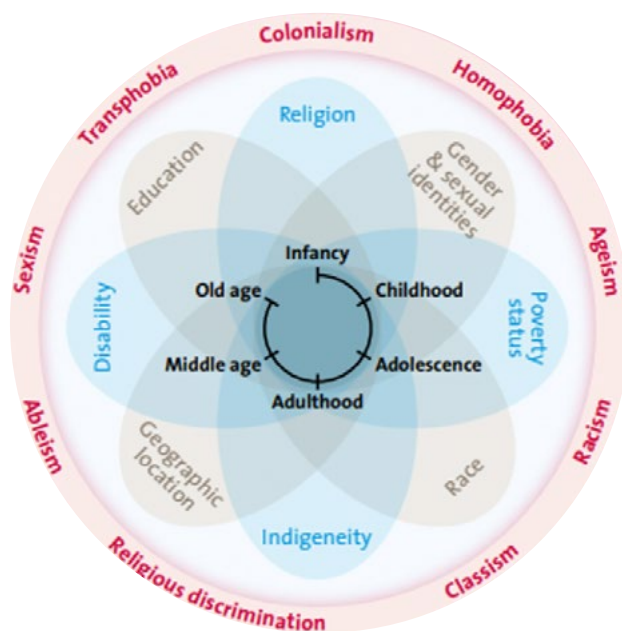 Colonialism
Transphobia
Homophobia
Religion
Education
Gender
& sexual
identities
Sexism
Ageism
Infancy
Old age
Childhood
Disability
Poverty
status
Middle age
Adolescence
Adulthood
Ableism
Racism
Geographic
location
Race
Indigeneity
Religious discrimination
Classism